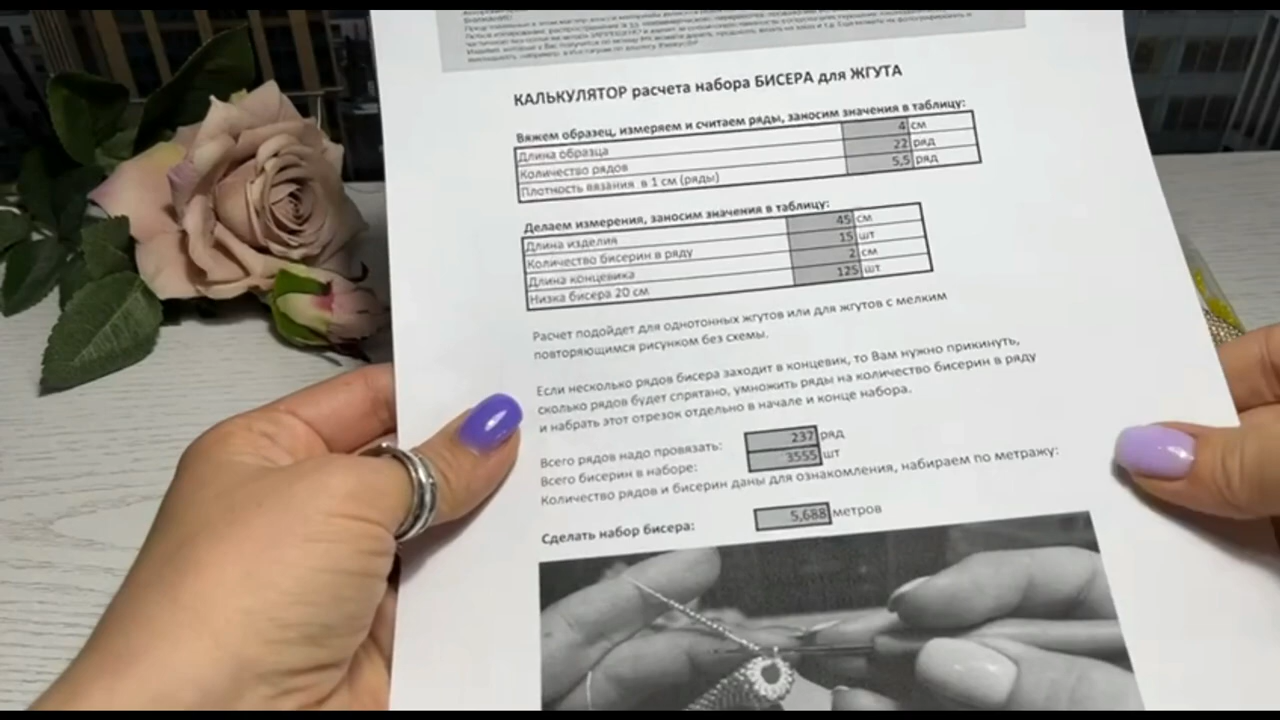 КАЛЬКУЛЯТОР расчета набора БИСЕРА для ЖГУТА
Вяжем образец, измеряем и считаем ряды, заносим значения в таблицу:
Длина образца 4 см
Количество рядов 22 ряд
Плотность вязания в 1 см (ряды) 5,5 ряд
Делаем измерения, заносим значения в таблицу:
Длина изделия 45 см
Количество бисерин в ряду 15 шт
Длина концевика 2 см
Низка бисера 20 см 125 шт
Расчет подойдет для однотонных жгутов или для жгутов с мелким
повторяющимся рисунком без схемы.
Если несколько рядов бисера заходит в концевик, то Вам нужно прикинуть,
сколько рядов будет спрятано, умножить ряды на количество бисерин в ряду
и набрать этот отрезок отдельно в начале и конце набора.
Всего рядов надо провязать: 237 ряд
Всего бисерин в наборе: 3555 шт
Количество рядов и бисерин даны для ознакомления, набираем по метражу:
Сделать набор бисера: 5,688 метров